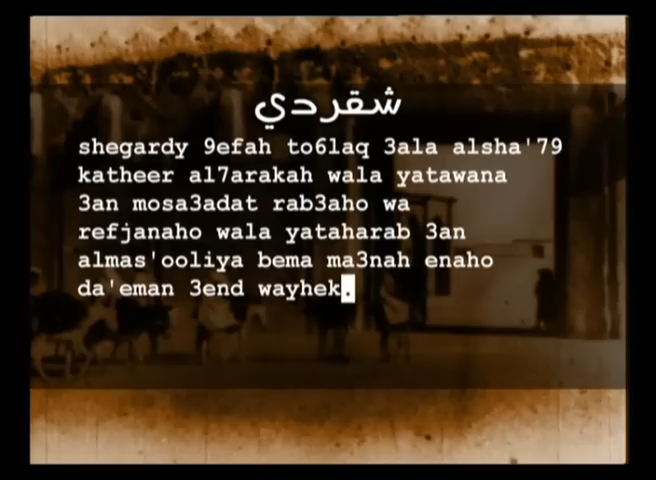 شقردي
shegardy 9efah to6laq 3ala alsha'79
katheer al7arakah wala yatawana
3an mosa3adat rab3aho wa
refjanaho wala yataharab 3an
almas'ooliya bema ma3nah enaho
da'eman 3end wayhek.